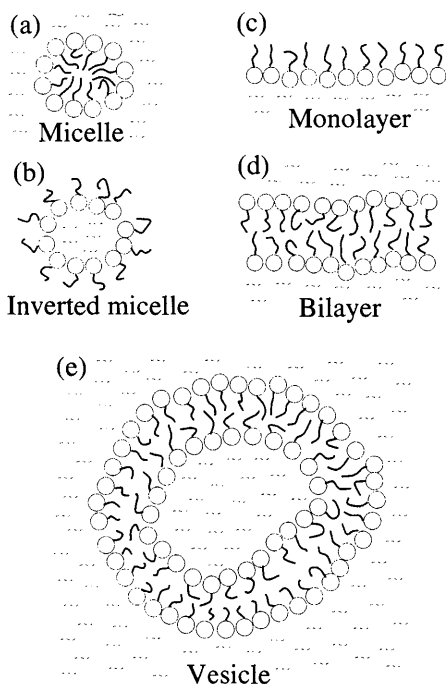 (a)
Micelle
(b)
Inverted micelle
(c)
Monolayer
(d)
Bilayer
(e)
Vesicle